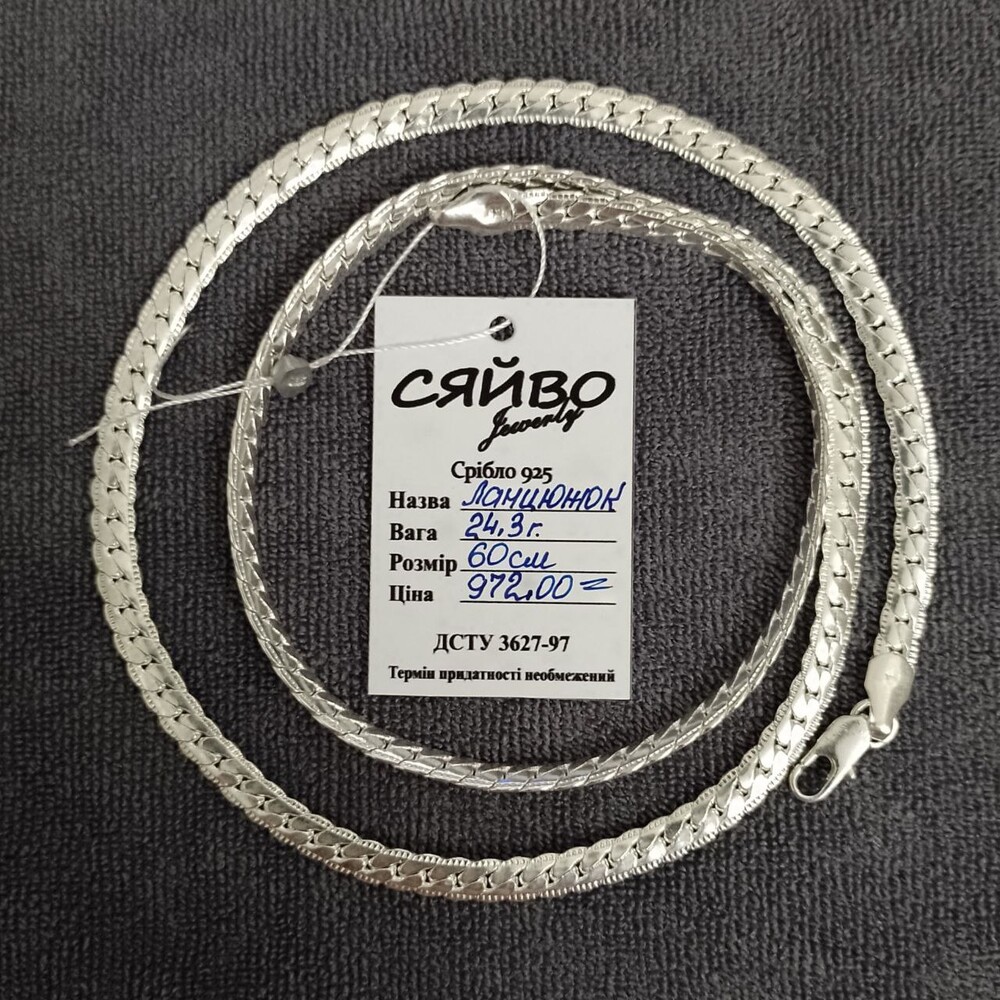 СЯЙВО
Jewerly
Срібло 925
Назва Ланцюжок
Вага 24,3г.
Розмір 60см
Ціна 972,00=
ДСТУ 3627-97
Термін придатності необмежений